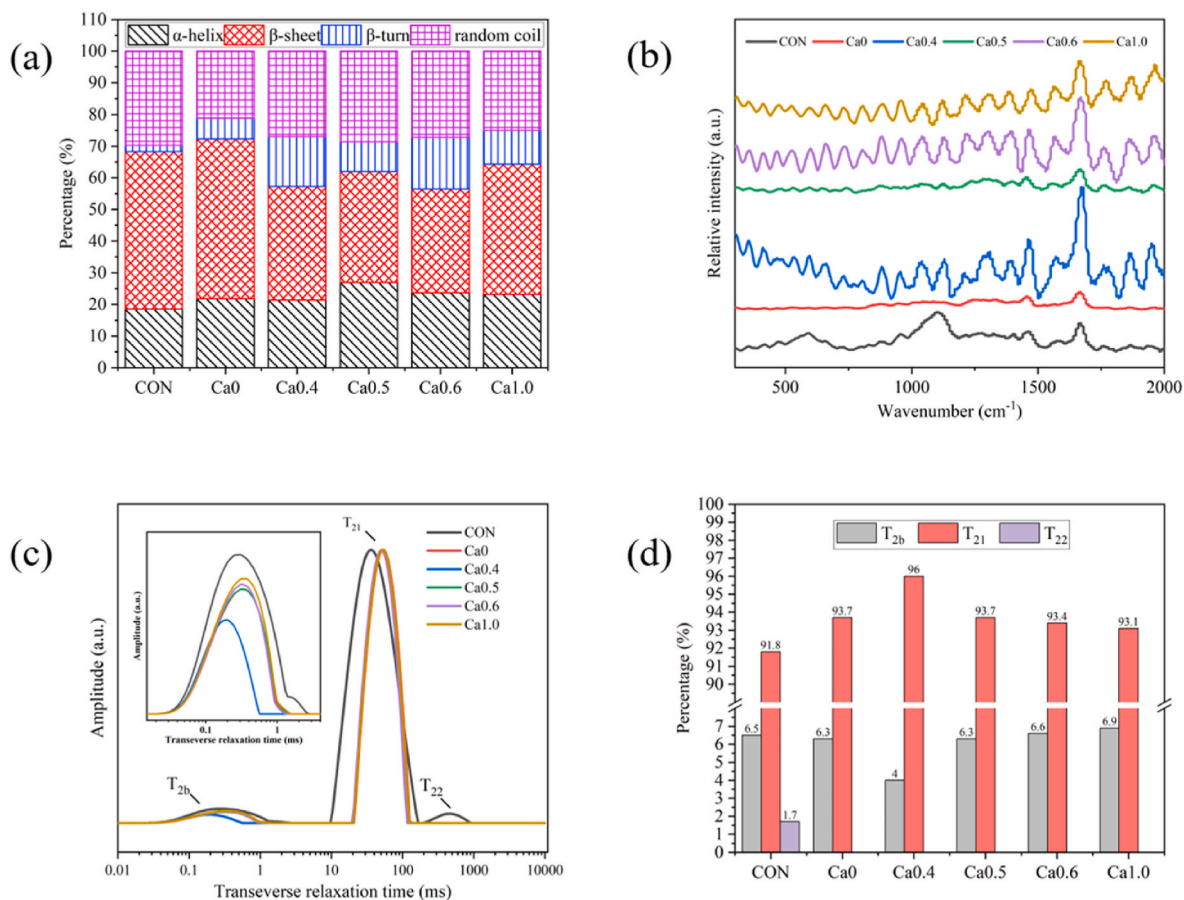 (a)
α-helix β-sheet β-turn random coil
110
100
90
80
70
60
50
40
30
20
10
0
Percentage (%)
CON Ca0 Ca0.4 Ca0.5 Ca0.6 Ca1.0
(b)
CON Ca0 Ca0.4 Ca0.5 Ca0.6 Ca1.0
Relative intensity (a.u.)
500 1000 1500 2000
Wavenumber (cm-1)
(c)
T21
CON
Ca0
Ca0.4
Ca0.5
Ca0.6
Ca1.0
Amplitude (a.u.)
0.1 1
Transeverse relaxation time (ms)
Amplitude (a.u.)
T2b
T22
0.01 0.1 1 10 100 1000 10000
Transeverse relaxation time (ms)
(d)
T2b T21 T22
100
99
98
97
96
95
94
93
92
91
90
7
6
5
4
3
2
1
0
Percentage (%)
6.5 91.8 1.7
6.3 93.7
4 96
6.3 93.7
6.6 93.4
6.9 93.1
CON Ca0 Ca0.4 Ca0.5 Ca0.6 Ca1.0